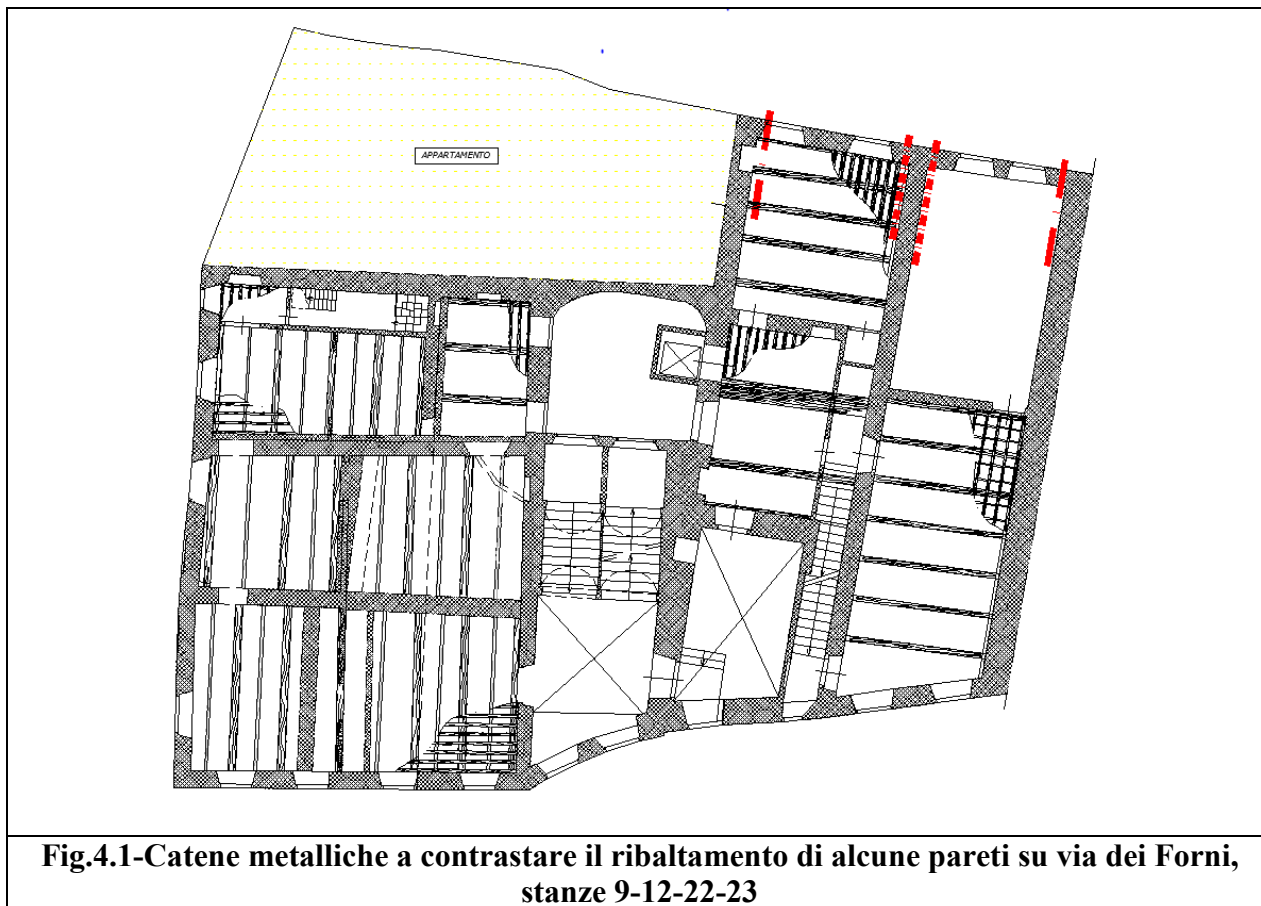 APPARTAMENTO
Fig.4.1-Catene metalliche a contrastare il ribaltamento di alcune pareti su via dei Forni,
stanze 9-12-22-23